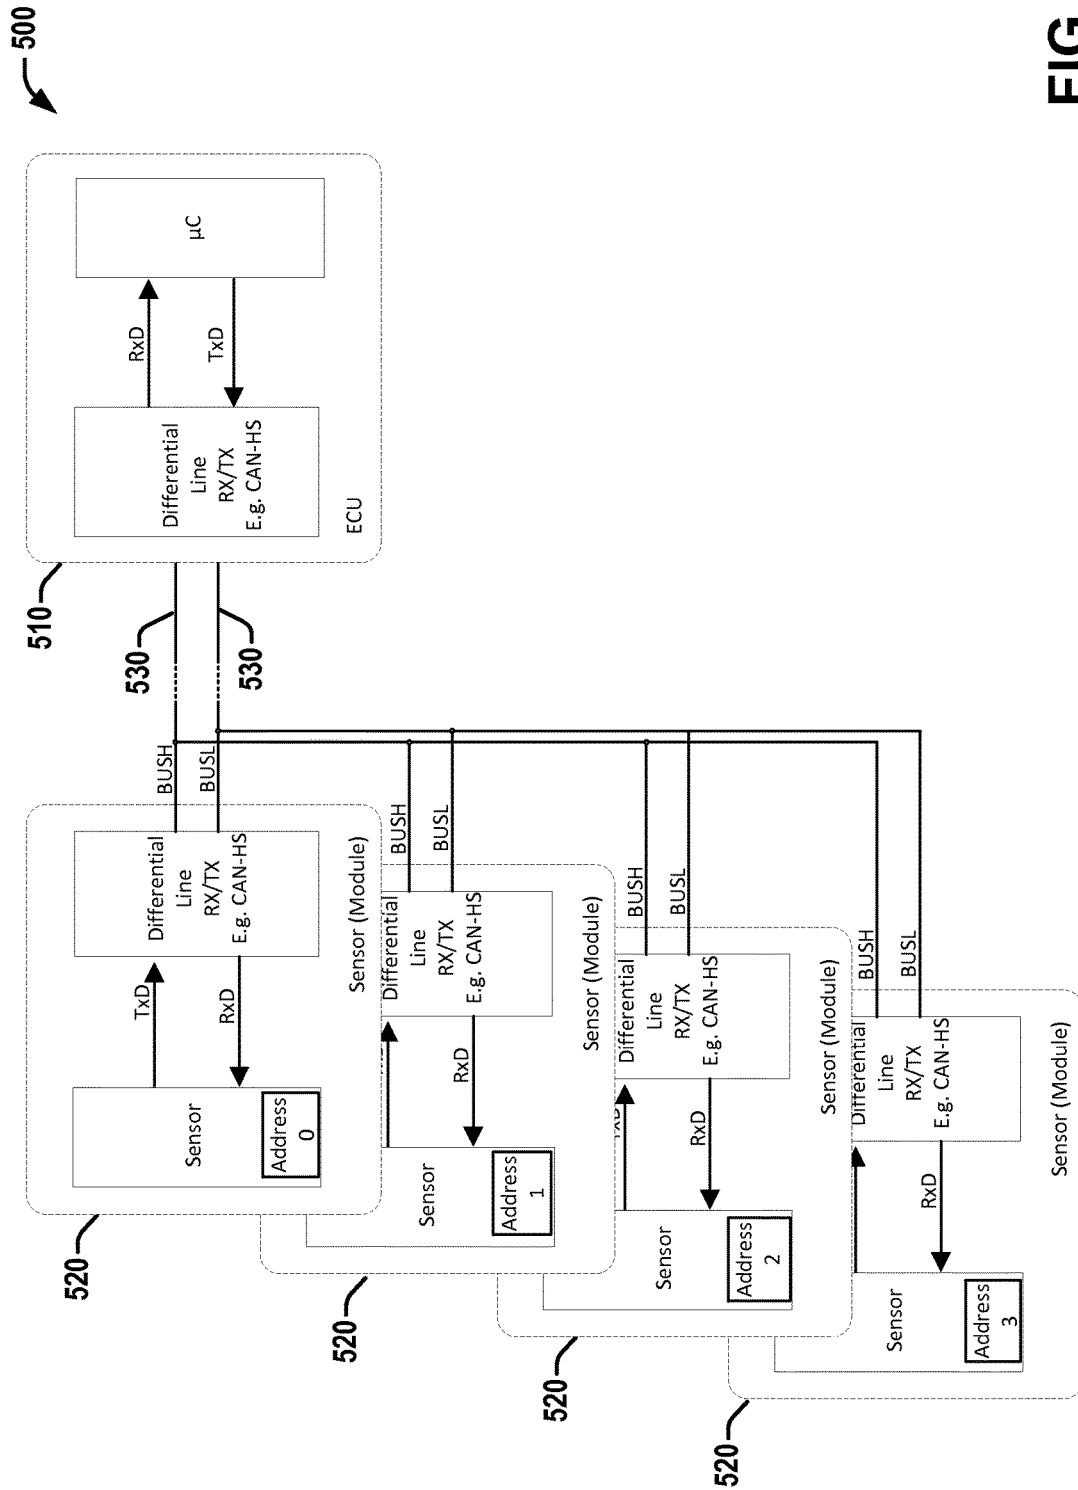 500
510
530
530
520
520
520
520
Sensor
Address
0
TxD
RxD
Differential
Line
RX/TX
E.g. CAN-HS
Sensor (Module)
BUSH
BUSL
Differential
Line
RX/TX
E.g. CAN-HS
RxD
TxD
µC
ECU
Sensor
Address
1
RxD
Differential
Line
RX/TX
E.g. CAN-HS
Sensor (Module)
BUSH
BUSL
Sensor
Address
2
RxD
Differential
Line
RX/TX
E.g. CAN-HS
Sensor (Module)
BUSH
BUSL
Sensor
Address
3
RxD
Differential
Line
RX/TX
E.g. CAN-HS
Sensor (Module)
BUSH
BUSL
FIG